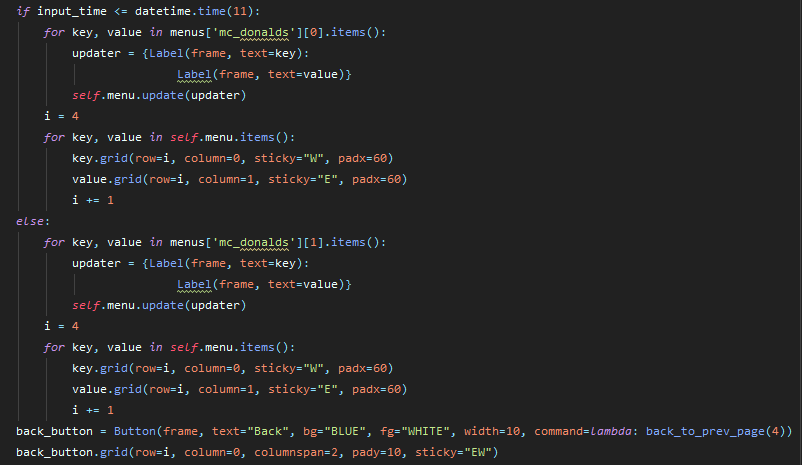 if input_time <= datetime.time(11):
    for key, value in menus['mc_donalds'][0].items():
        updater = {Label(frame, text=key):
                       Label(frame, text=value)}
        self.menu.update(updater)
    i = 4
    for key, value in self.menu.items():
        key.grid(row=i, column=0, sticky="W", padx=60)
        value.grid(row=i, column=1, sticky="E", padx=60)
        i += 1
else:
    for key, value in menus['mc_donalds'][1].items():
        updater = {Label(frame, text=key):
                       Label(frame, text=value)}
        self.menu.update(updater)
    i = 4
    for key, value in self.menu.items():
        key.grid(row=i, column=0, sticky="W", padx=60)
        value.grid(row=i, column=1, sticky="E", padx=60)
        i += 1
back_button = Button(frame, text="Back", bg="BLUE", fg="WHITE", width=10, command=lambda: back_to_prev_page(4))
back_button.grid(row=i, column=0, columnspan=2, pady=10, sticky="EW")